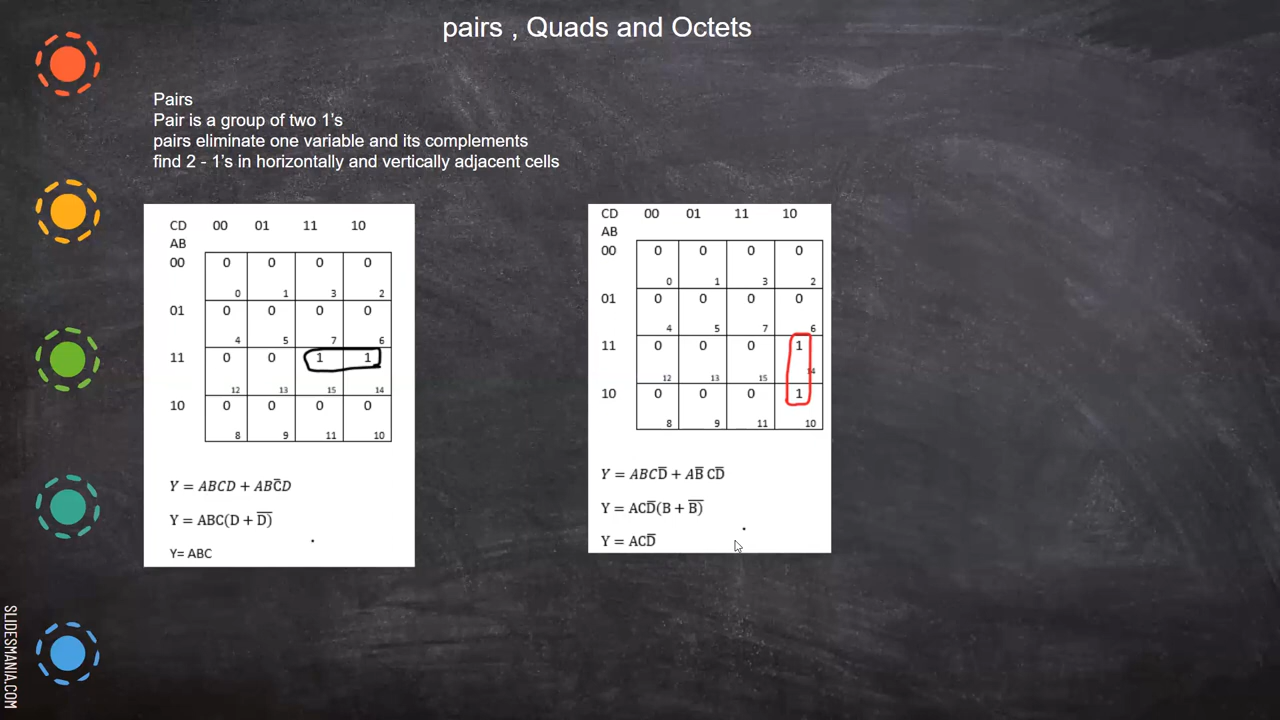 pairs , Quads and Octets
Pairs
Pair is a group of two 1's
pairs eliminate one variable and its complements
find 2 - 1's in horizontally and vertically adjacent cells
CD 00 01 11 10
AB
00 0 0 0 0
0 1 3 2
01 0 0 0 0
4 5 7 6
11 0 0 1 1
12 13 15 14
10 0 0 0 0
8 9 11 10
Y = ABCD + ABC̅D
Y = ABC(D + D̅)
Y= ABC
CD 00 01 11 10
AB
00 0 0 0 0
0 1 3 2
01 0 0 0 0
4 5 7 6
11 0 0 0 1
12 13 15 14
10 0 0 0 1
8 9 11 10
Y = ABCD̅ + AB̅ CD̅
Y = ACD̅(B + B̅)
Y = ACD̅
SLIDESMANIA.COM